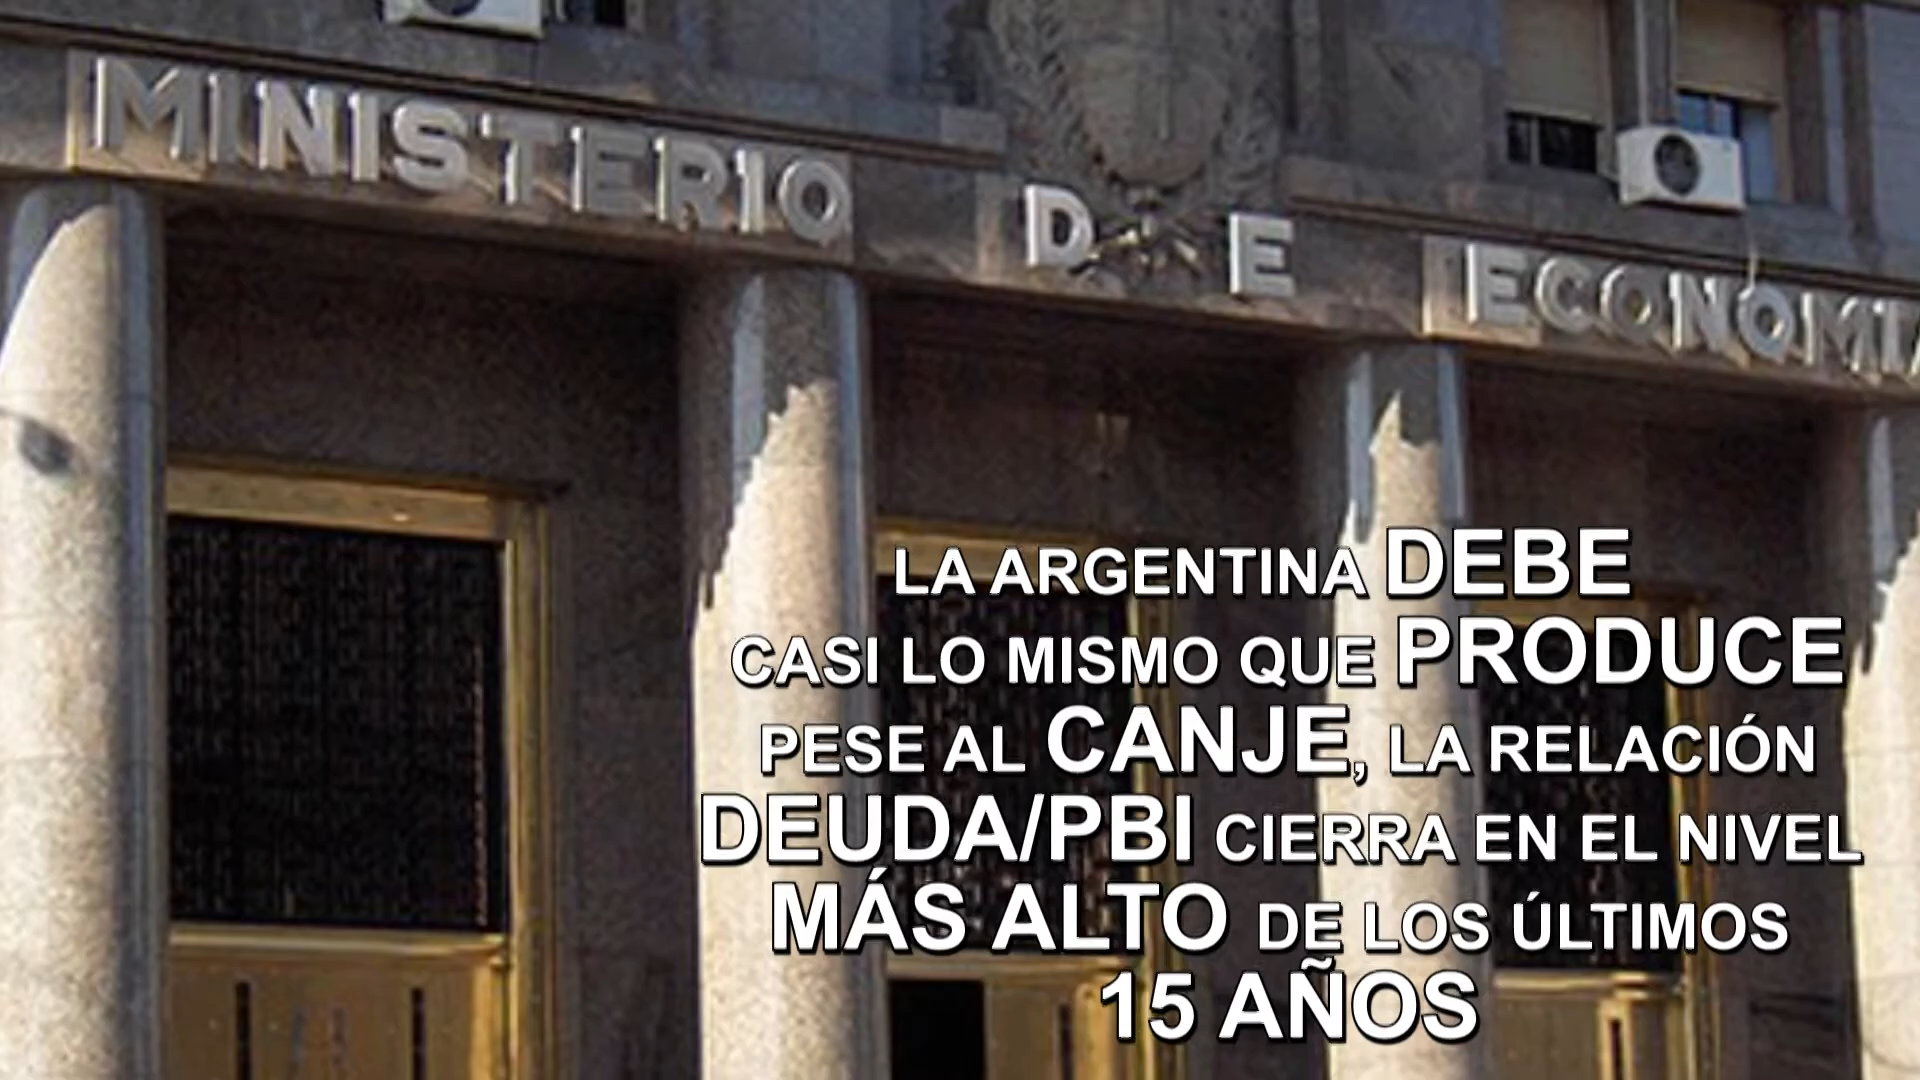 MINISTERIO DE ECONOMIA
LA ARGENTINA DEBE
CASI LO MISMO QUE PRODUCE
PESE AL CANJE, LA RELACIÓN
DEUDA/PBI CIERRA EN EL NIVEL
MÁS ALTO DE LOS ÚLTIMOS
15 AÑOS